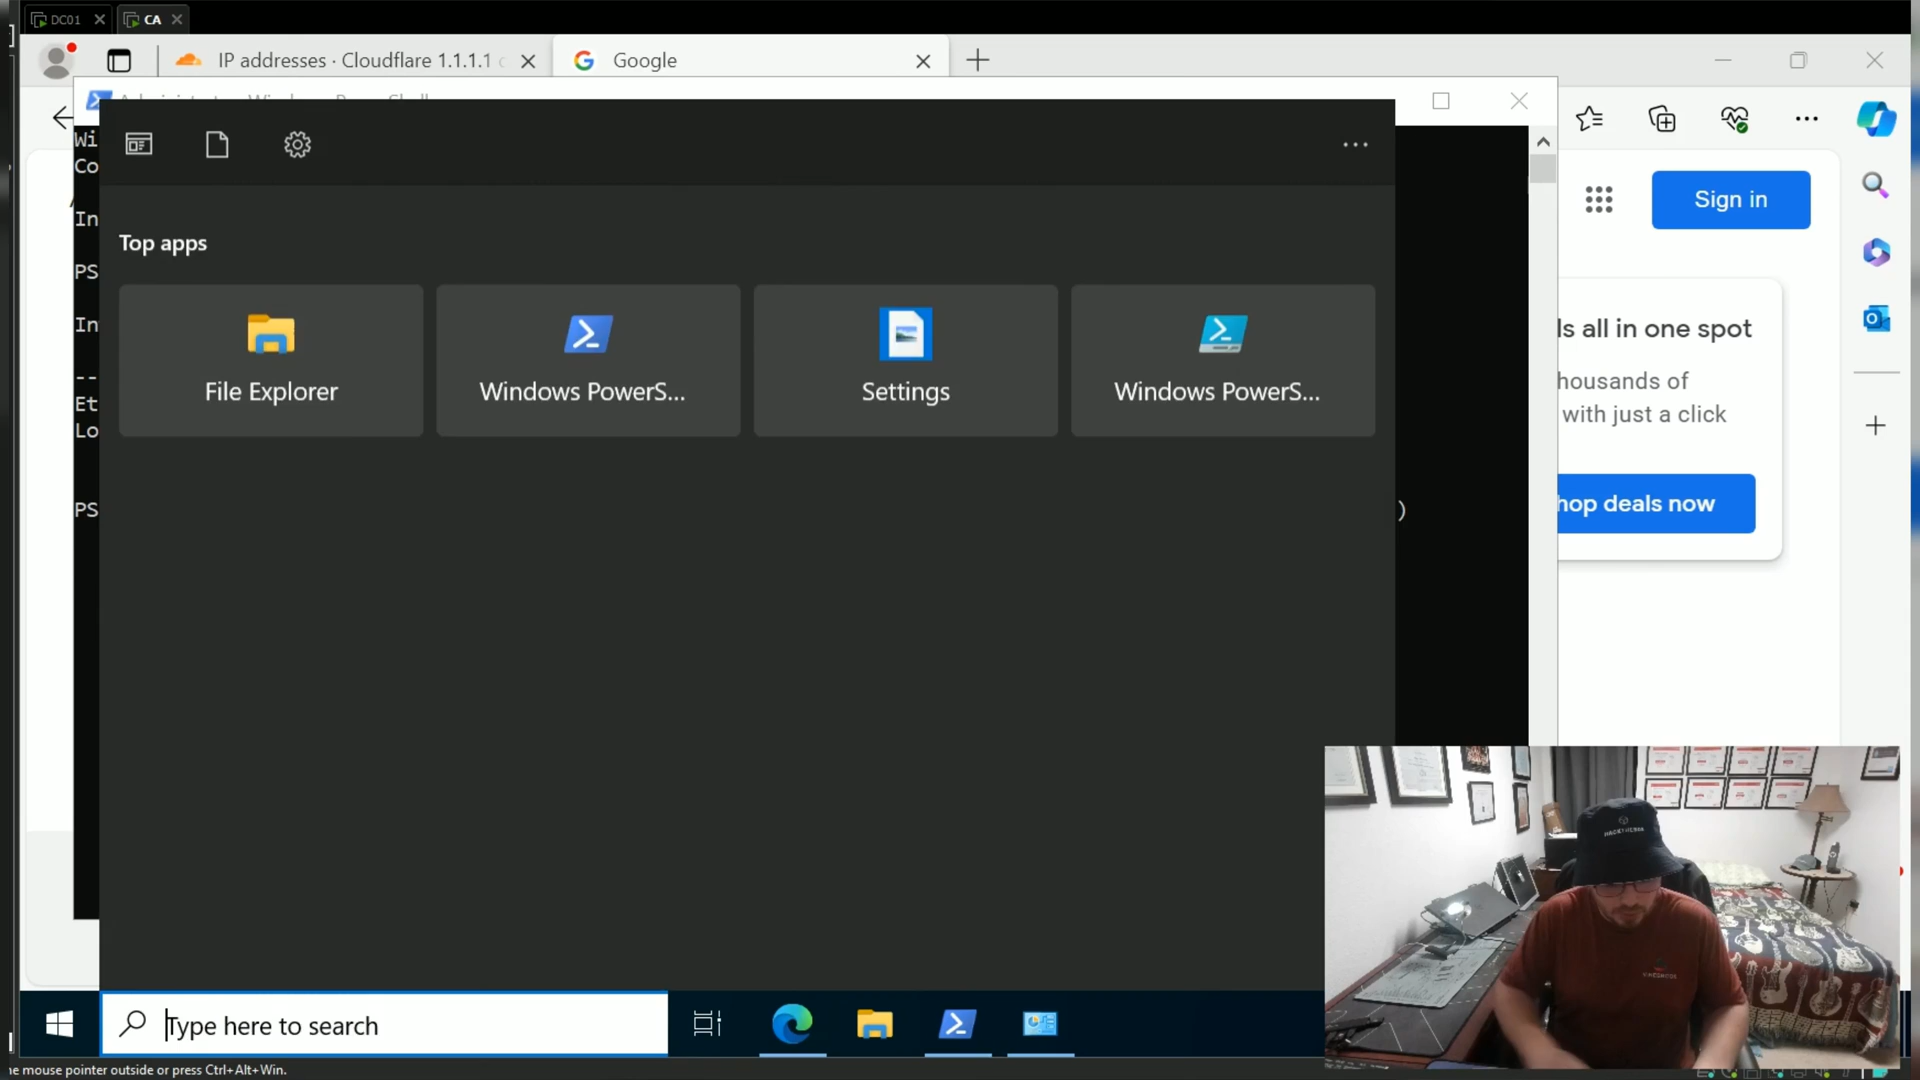 DC01
CA
IP addresses · Cloudflare 1.1.1.1
Google
Wi
Co
In
PS
In
--
Et
Lo
PS
)
Top apps
File Explorer
Windows PowerS...
Settings
Windows PowerS...
Sign in
ls all in one spot
housands of
with just a click
hop deals now
Type here to search
e mouse pointer outside or press Ctrl+Alt+Win.